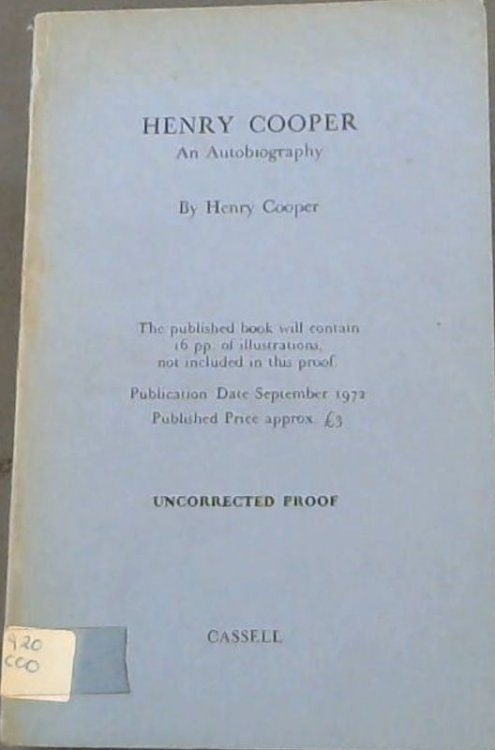 HENRY COOPER
An Autobiography
By Henry Cooper
The published book will contain
16 pp. of illustrations,
not included in this proof.
Publication Date September 1972
Published Price approx. £3
UNCORRECTED PROOF
CASSELL
920
COO